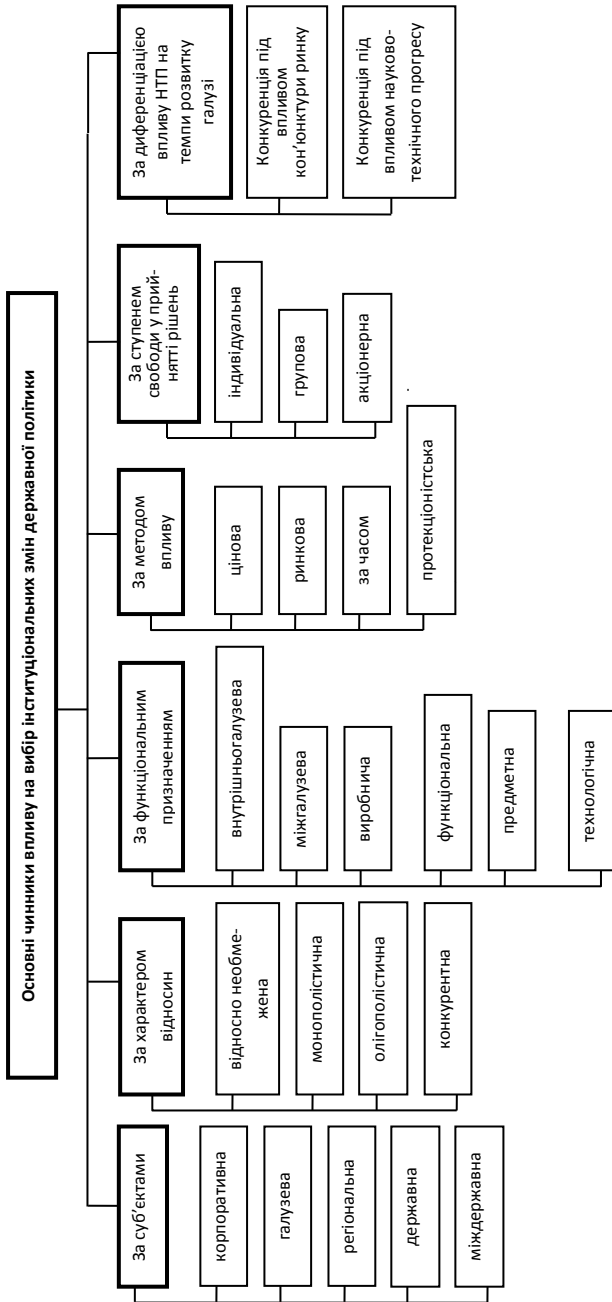 Основні чинники впливу на вибір інституціональних змін державної політики
За суб’єктами
корпоративна
галузева
регіональна
державна
міждержавна
За характером
відносин
відносно необме-
жена
монополістична
олігополістична
конкурентна
За функціональним
призначенням
внутрішньогалузева
міжгалузева
виробнича
функціональна
предметна
технологічна
За методом
впливу
цінова
ринкова
за часом
протекціоністська
За ступенем
свободи у прий-
нятті рішень
індивідуальна
групова
акціонерна
За диференціацією
впливу НТП на
темпи розвитку
галузі
Конкуренція під
впливом
кон’юнктури ринку
Конкуренція під
впливом науково-
технічного прогресу